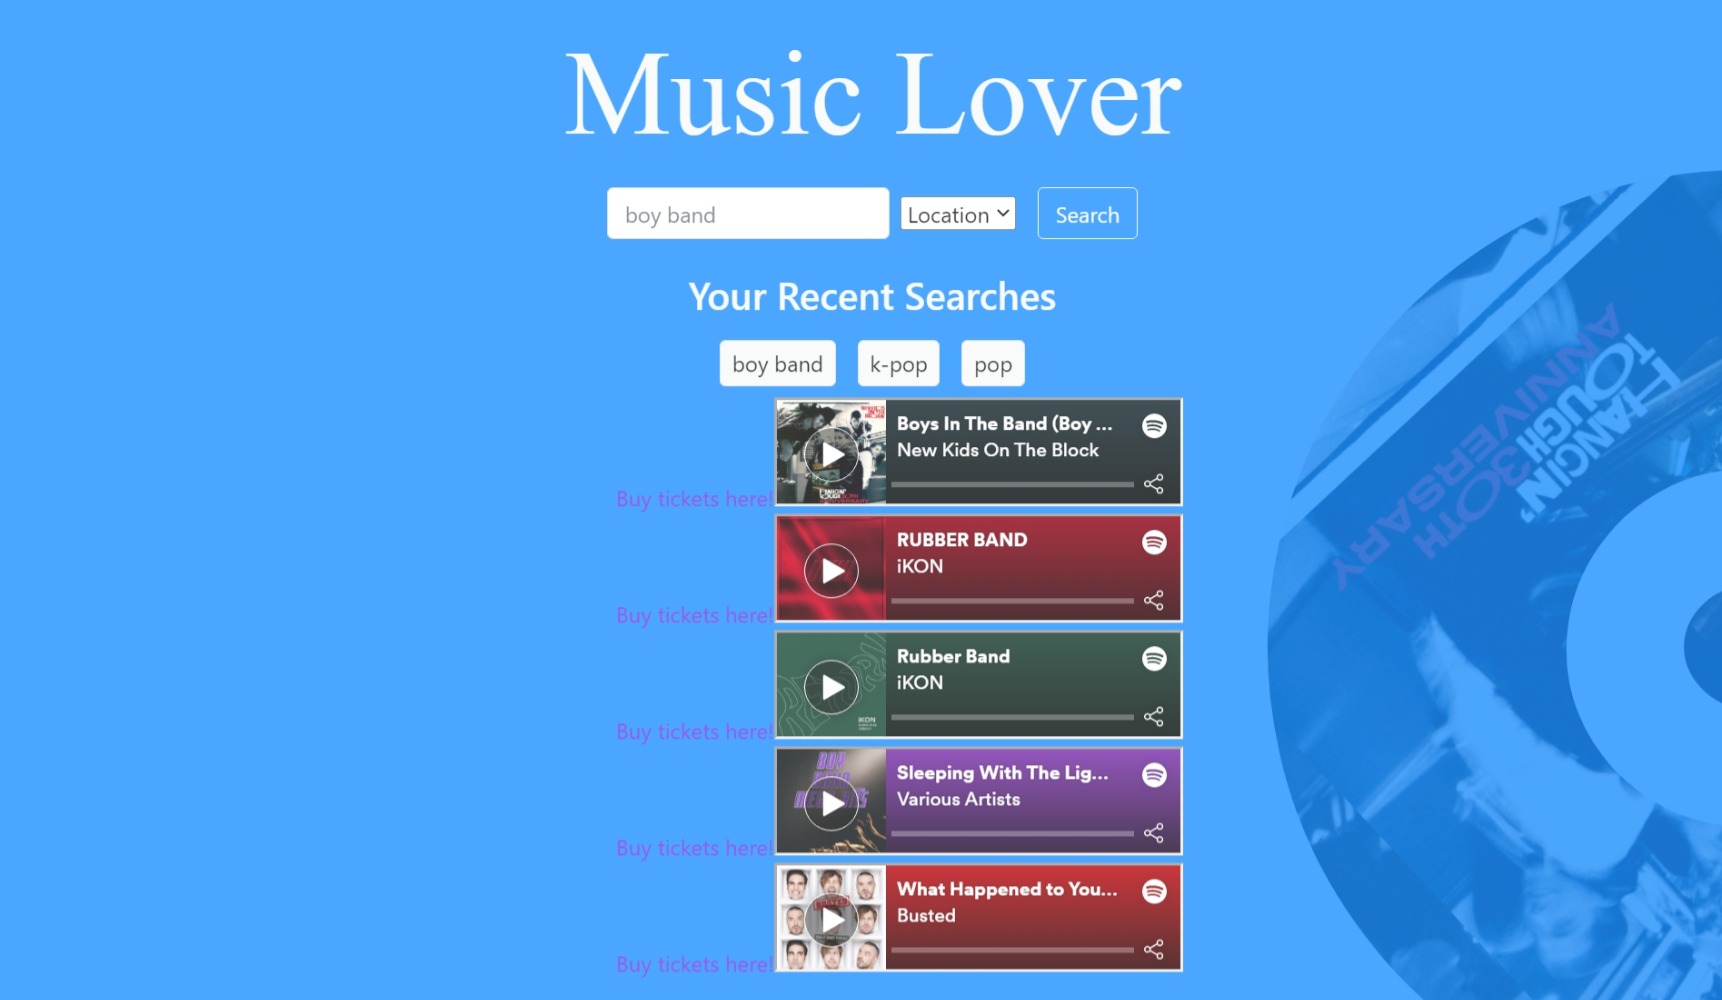 Music Lover
boy band
Location
Search
Your Recent Searches
boy band
k-pop
pop
Boys In The Band (Boy ...
New Kids On The Block
Buy tickets here!
RUBBER BAND
iKON
Buy tickets here!
Rubber Band
iKON
iKON
Buy tickets here!
Sleeping With The Lig...
Various Artists
BOY
Buy tickets here!
What Happened to You...
Busted
Buy tickets here!
HANGIN'
TOUGH
30TH
ANNIVERSARY